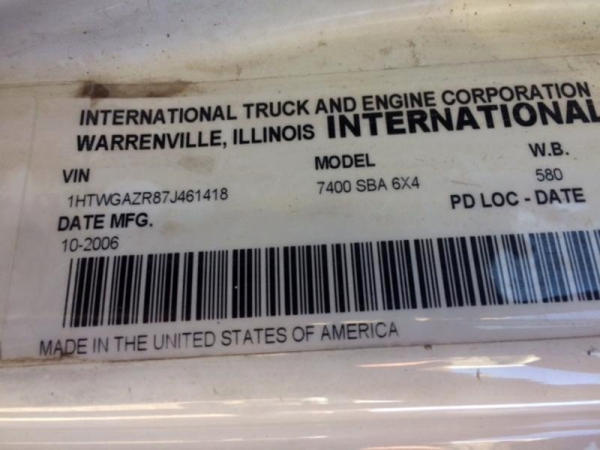 INTERNATIONAL TRUCK AND ENGINE CORPORATION
WARRENVILLE, ILLINOIS INTERNATIONAL
VIN MODEL W.B.
1HTWGAZR87J461418 7400 SBA 6X4 580
DATE MFG. PD LOC - DATE
10-2006
MADE IN THE UNITED STATES OF AMERICA